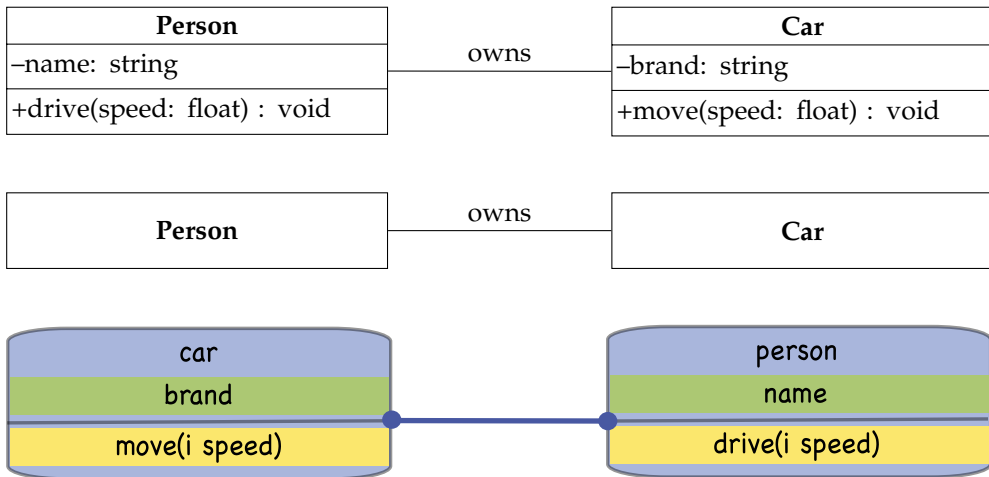 Person
–name: string
+drive(speed: float) : void
owns
Car
–brand: string
+move(speed: float) : void
Person
owns
Car
car
brand
move(i speed)
person
name
drive(i speed)